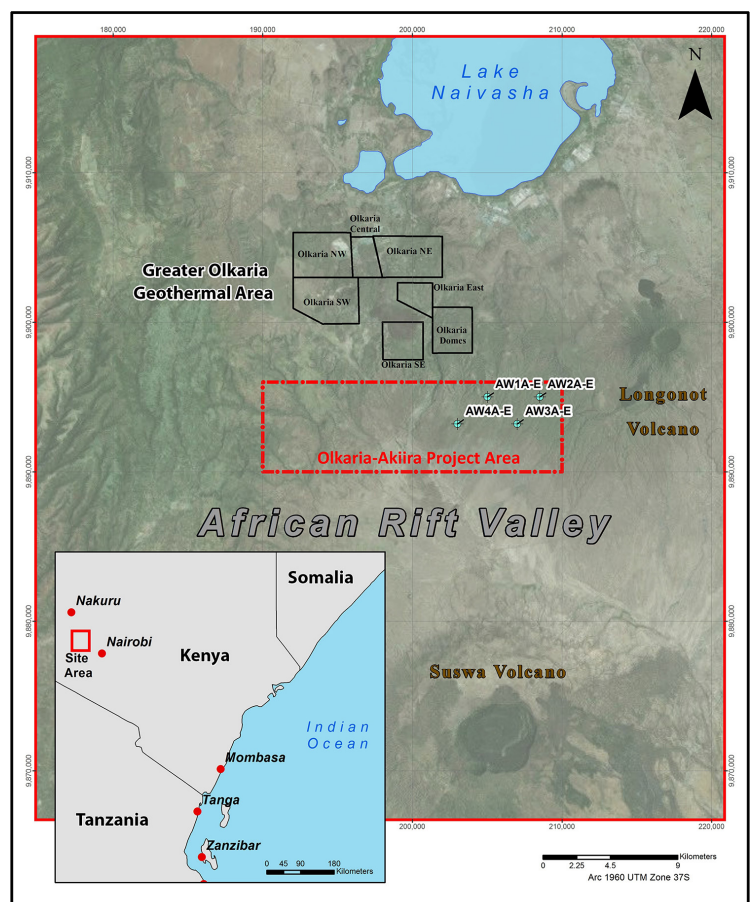 180,000
190,000
200,000
210,000
220,000
N
Lake
Naivasha
9,910,000
9,910,000
Olkaria
Central
Olkaria NW
Olkaria NE
Greater Olkaria
Geothermal Area
Olkaria East
Olkaria SW
Olkaria
Domes
9,900,000
9,900,000
Olkaria SE
AW1A-E
AW2A-E
AW4A-E
AW3A-E
Longonot
Volcano
Olkaria-Akiira Project Area
9,890,000
9,890,000
African Rift Valley
Somalia
Nakuru
Nairobi
Site
Area
Kenya
9,880,000
9,880,000
Suswa Volcano
Indian
Ocean
Mombasa
9,870,000
9,870,000
Tanga
Tanzania
Zanzibar
0 45 90 180
Kilometers
200,000
210,000
220,000
Kilometers
0 2.25 4.5 9
Arc 1960 UTM Zone 37S